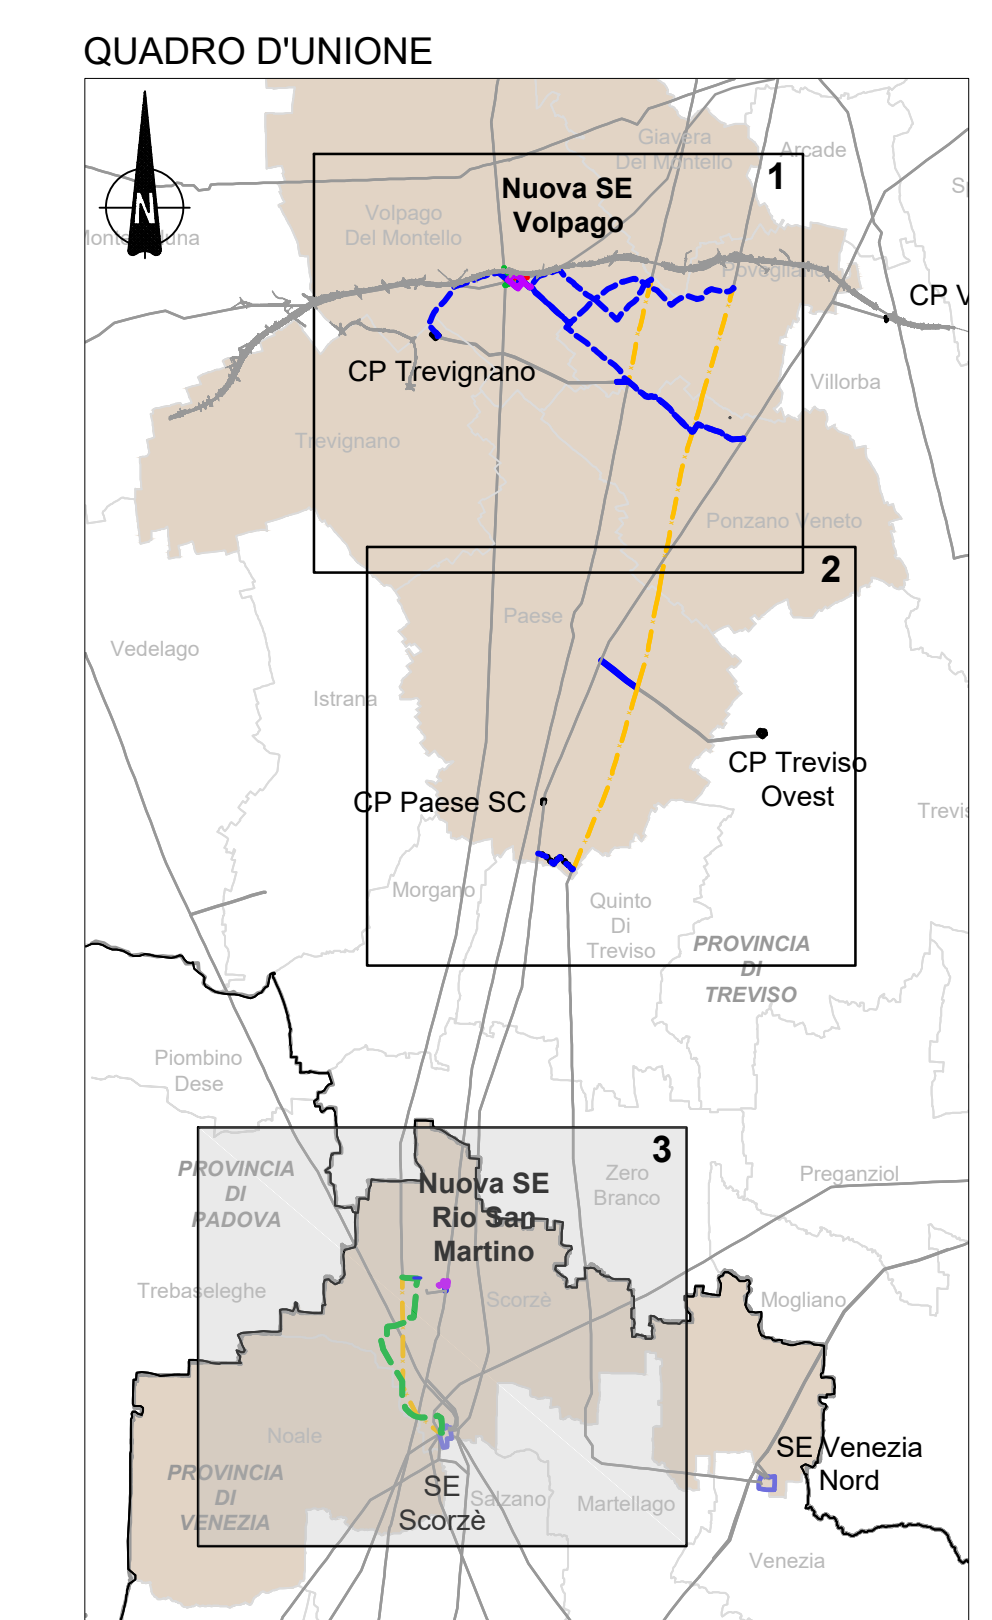 QUADRO D'UNIONE
N
Giavera
Del Montello
Arcade
1
Nuova SE
Volpago
Volpago
Del Montello
Povegliano
CP V
CP Trevignano
Villorba
Trevignano
Ponzano Veneto
2
Paese
Vedelago
Istrana
CP Treviso
Ovest
CP Paese SC
Trevis
Morgano
Quinto
Di
Treviso
PROVINCIA
DI
TREVISO
Piombino
Dese
3
PROVINCIA
DI
PADOVA
Nuova SE
Rio San
Martino
Zero
Branco
Preganziol
Trebaseleghe
Scorzè
Mogliano
Noale
PROVINCIA
DI
VENEZIA
SE
Scorzè
Salzano
Martellago
SE Venezia
Nord
Venezia